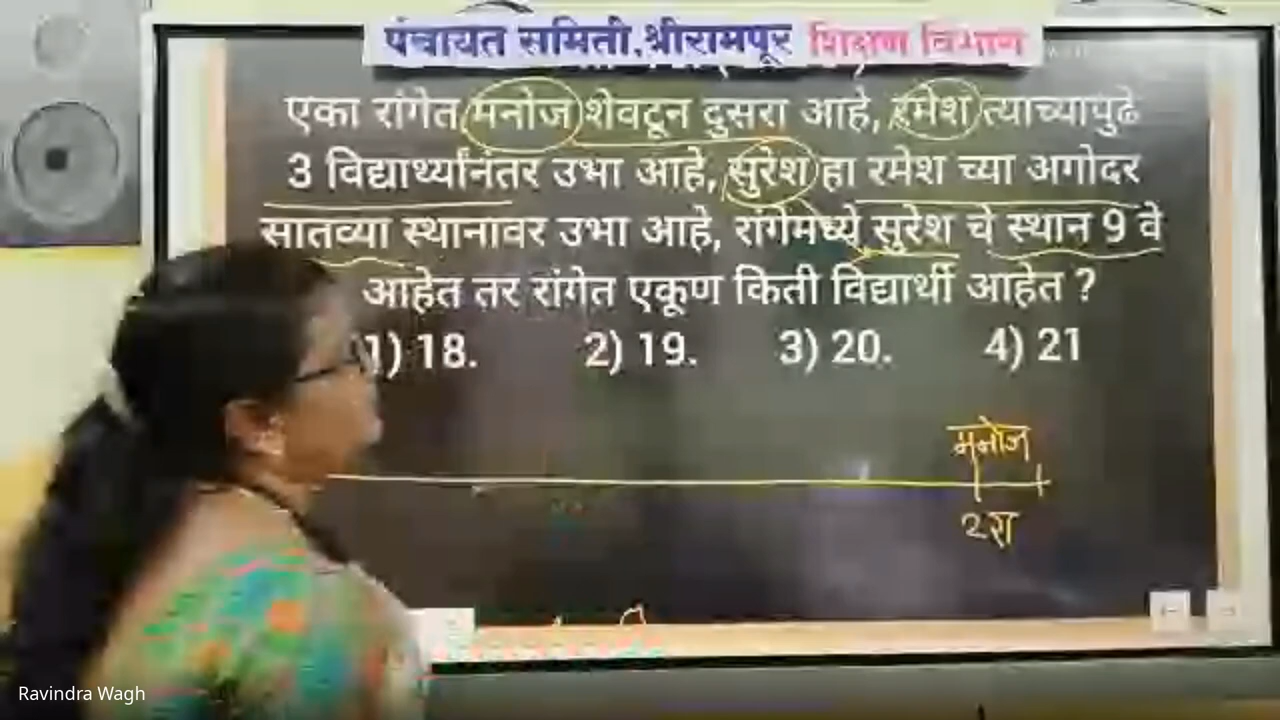 पंचायत समिती.श्रीरामपूर शिक्षण विभाग
एका रांगेत मनोज शेवटून दुसरा आहे, रमेश त्याच्यापुढे
3 विद्यार्थ्यांनंतर उभा आहे, सुरेश हा रमेश च्या अगोदर
सातव्या स्थानावर उभा आहे, रांगेमध्ये सुरेश चे स्थान 9 वे
आहेत तर रांगेत एकूण किती विद्यार्थी आहेत ?
1) 18. 2) 19. 3) 20. 4) 21
मनोज
2रा
Ravindra Wagh